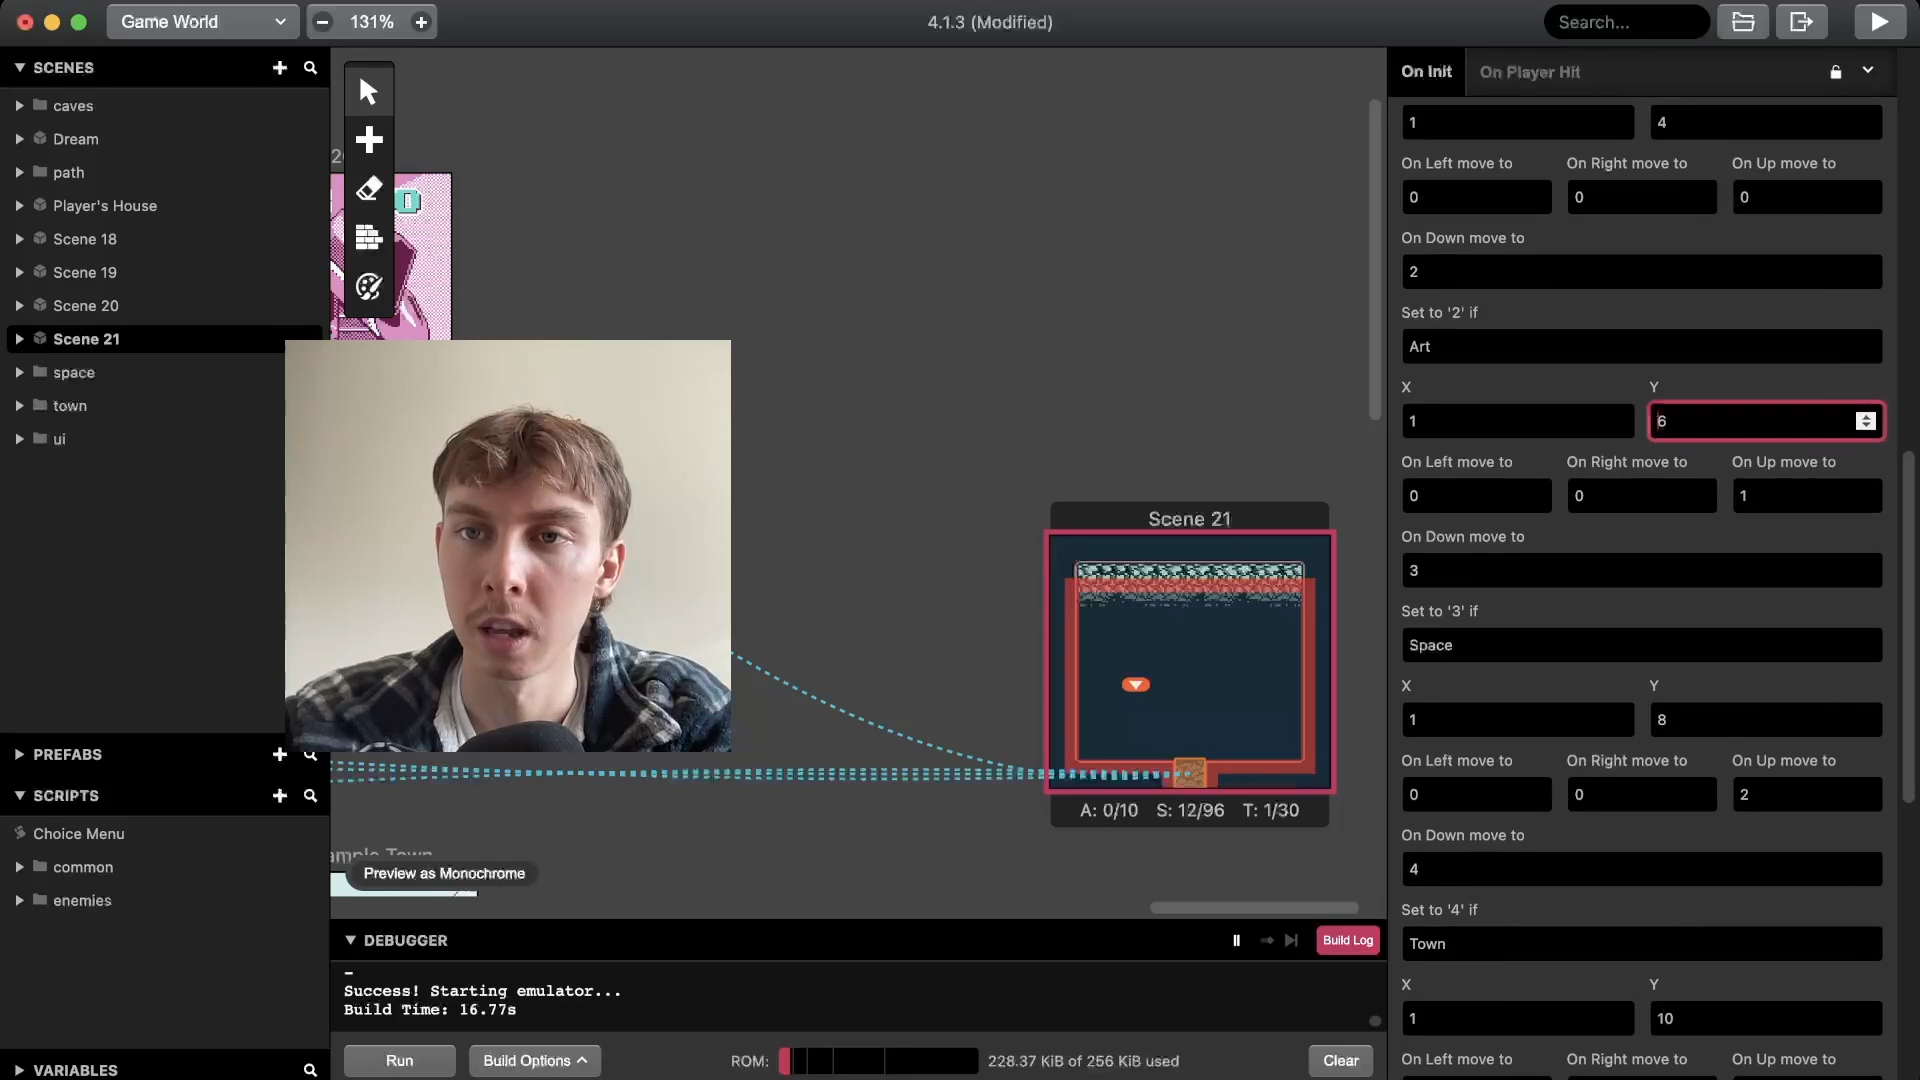 Game World
131%
4.1.3 (Modified)
Search...
SCENES
caves
Dream
path
Player's House
Scene 18
Scene 19
Scene 20
Scene 21
space
town
ui
PREFABS
SCRIPTS
Choice Menu
common
enemies
VARIABLES
Scene 21
A: 0/10 S: 12/96 T: 1/30
Preview as Monochrome
DEBUGGER
Build Log
Success! Starting emulator...
Build Time: 16.77s
Run
Build Options
ROM:
228.37 KiB of 256 KiB used
Clear
On Init
On Player Hit
1
4
On Left move to
On Right move to
On Up move to
0
0
0
On Down move to
2
Set to '2' if
Art
X
Y
1
6
On Left move to
On Right move to
On Up move to
0
0
1
On Down move to
3
Set to '3' if
Space
X
Y
1
8
On Left move to
On Right move to
On Up move to
0
0
2
On Down move to
4
Set to '4' if
Town
X
Y
1
10
On Left move to
On Right move to
On Up move to